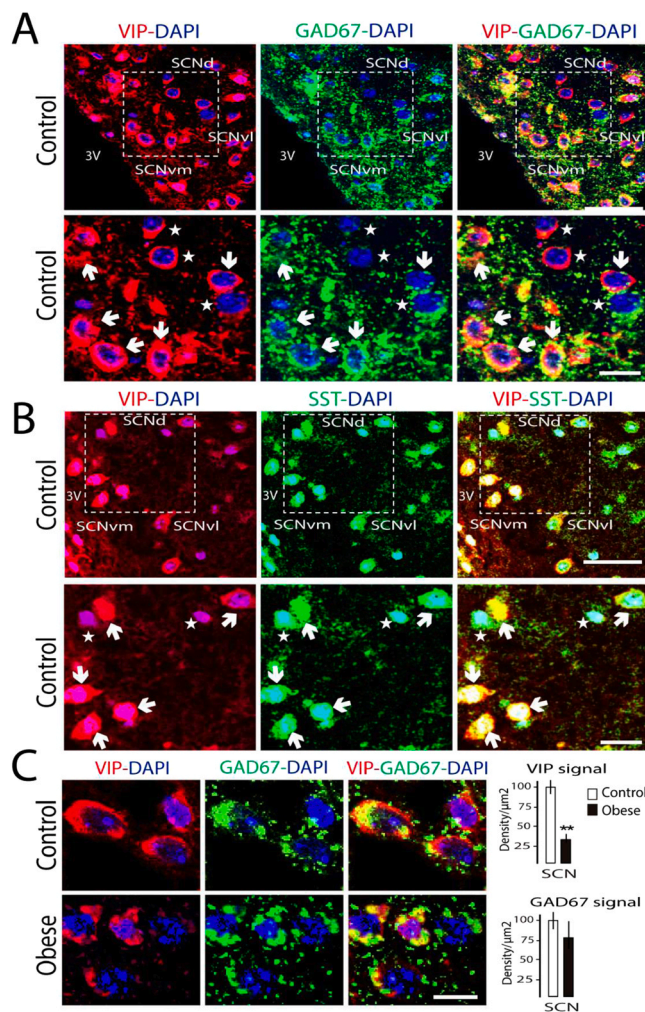 A
VIP-DAPI GAD67-DAPI VIP-GAD67-DAPI
Control
SCNd SCNd SCNd
SCNvl SCNvl SCNvl
3V 3V 3V
SCNvm SCNvm SCNvm
Control
B
VIP-DAPI SST-DAPI VIP-SST-DAPI
Control
SCNd SCNd SCNd
3V 3V 3V
SCNvm SCNvl SCNvm SCNvl SCNvm SCNvl
Control
C
VIP-DAPI GAD67-DAPI VIP-GAD67-DAPI
Control
Obese
VIP signal
Density/µm2
100
75
50
25
Control
Obese
**
SCN
GAD67 signal
Density/µm2
100
75
50
25
SCN